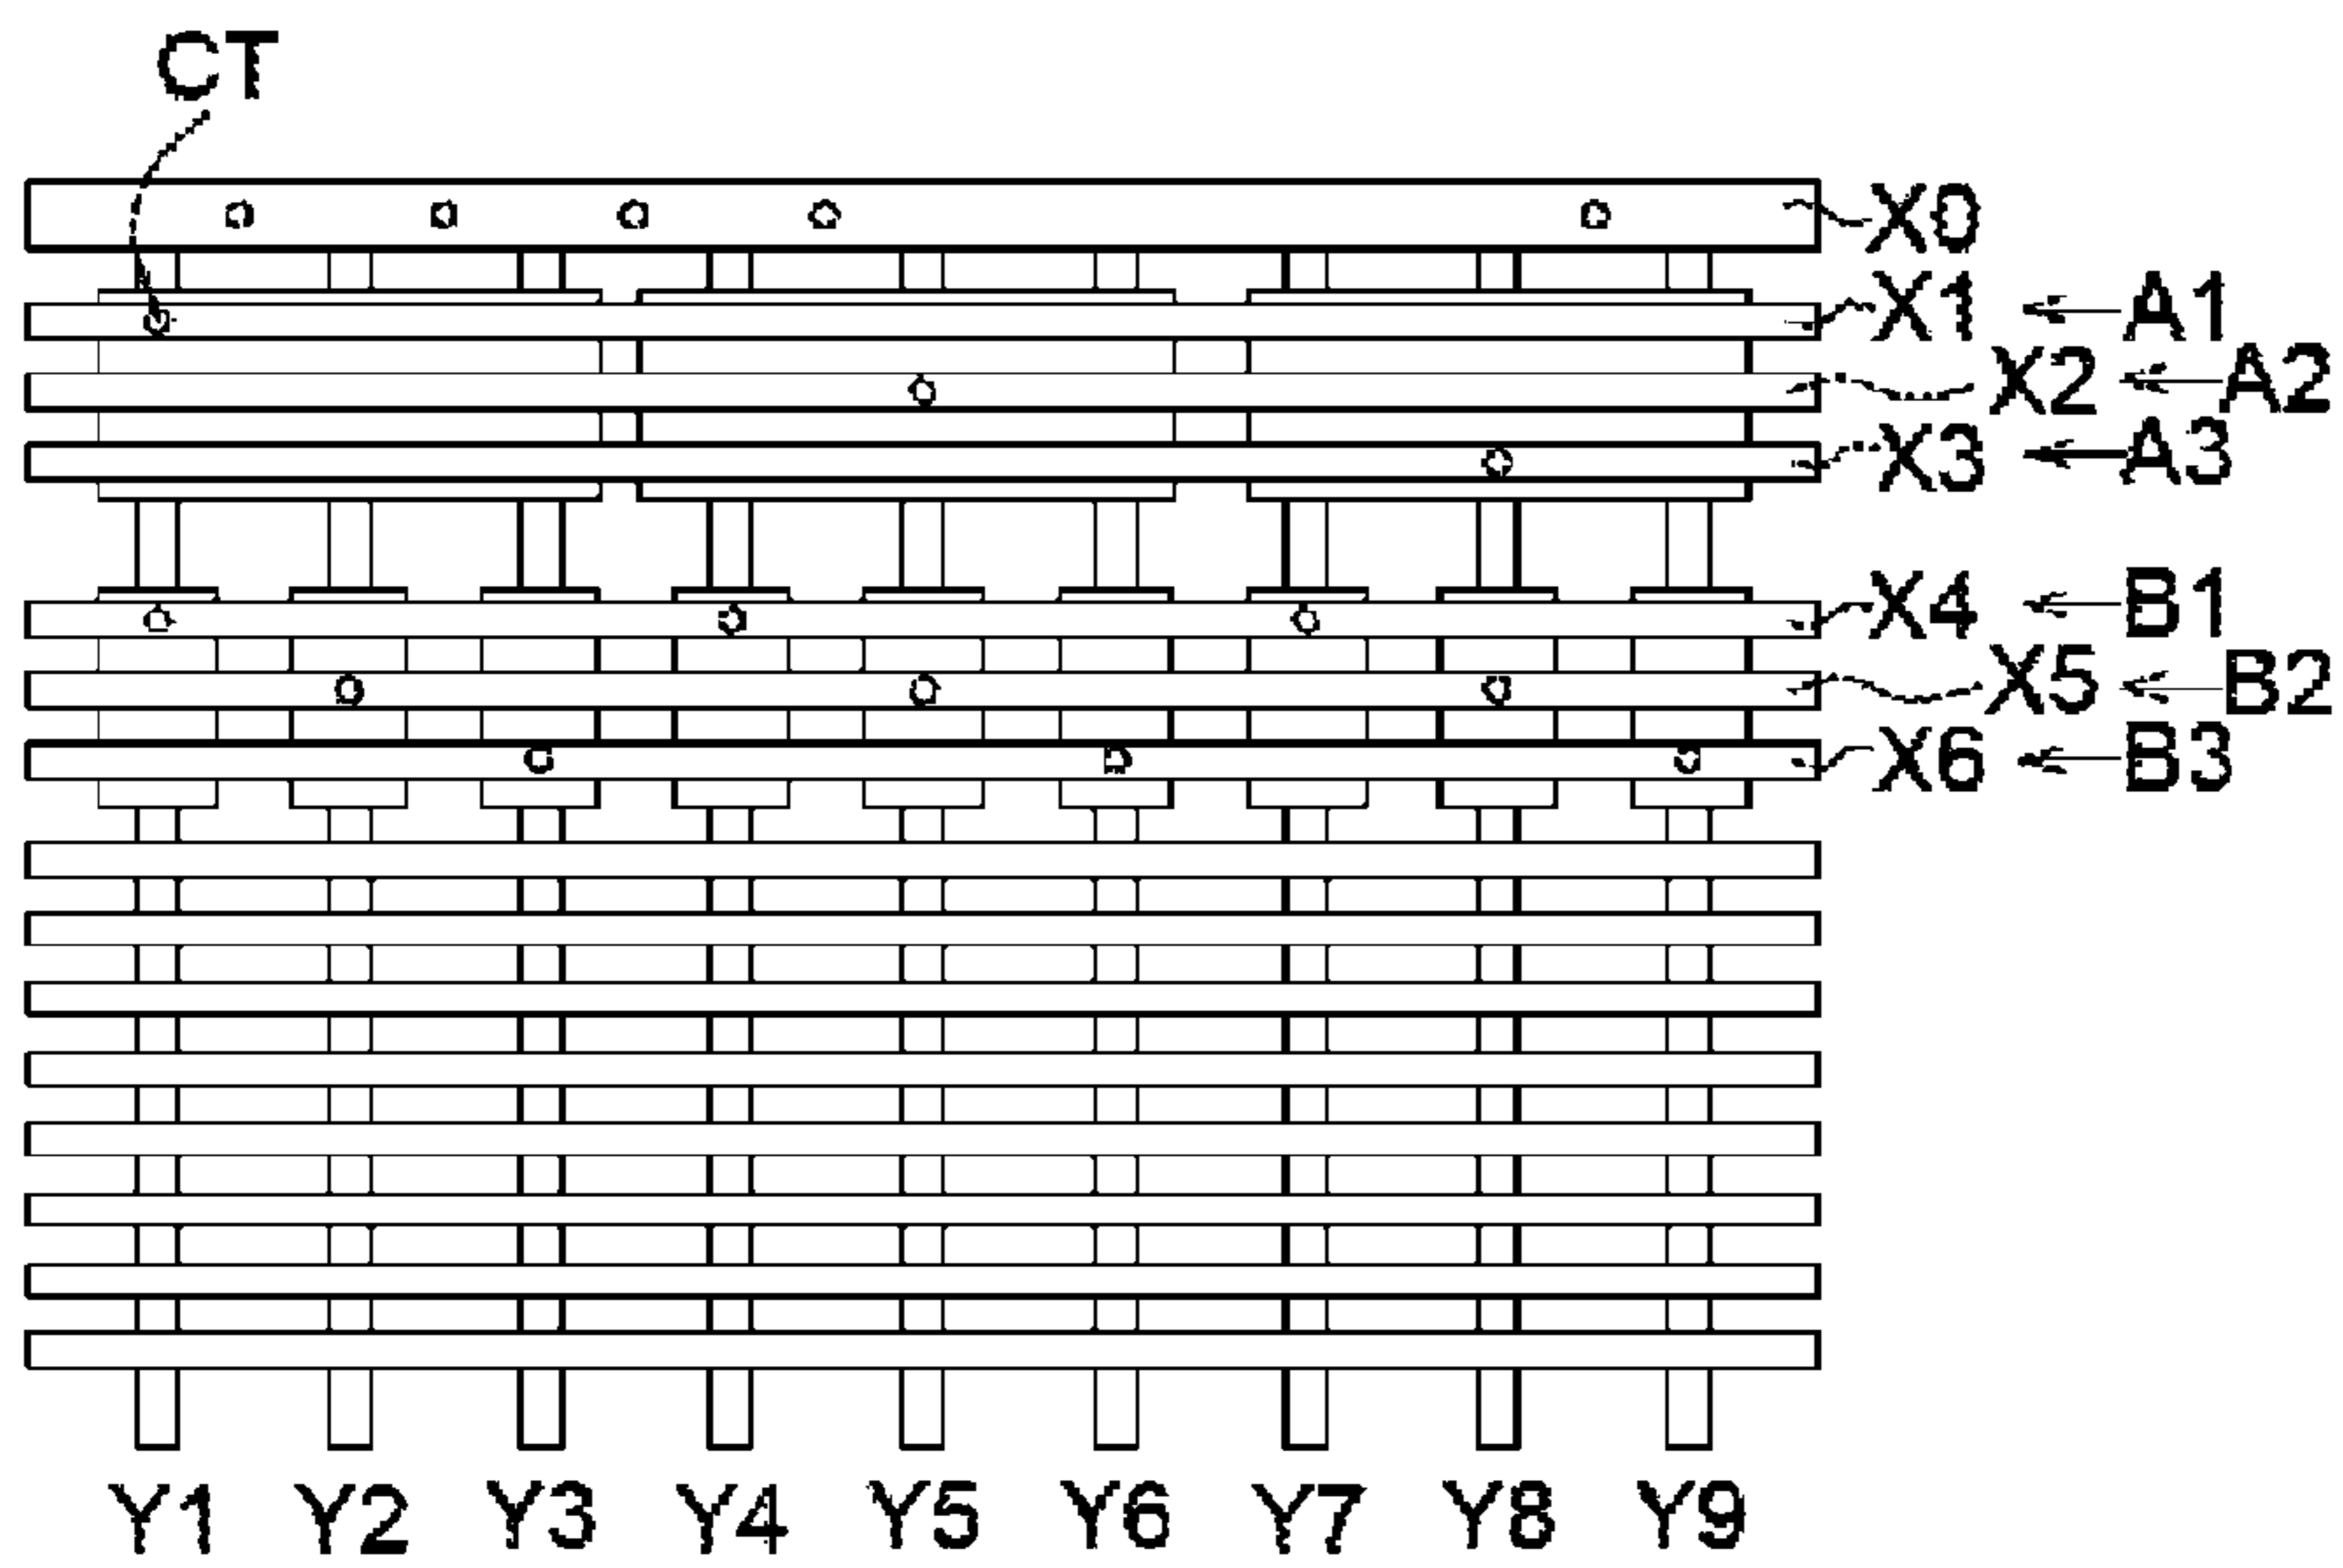 CT
X0
X1 A1
X2 A2
X3 A3
X4 B1
X5 B2
X6 B3
Y1 Y2 Y3 Y4 Y5 Y6 Y7 Y8 Y9